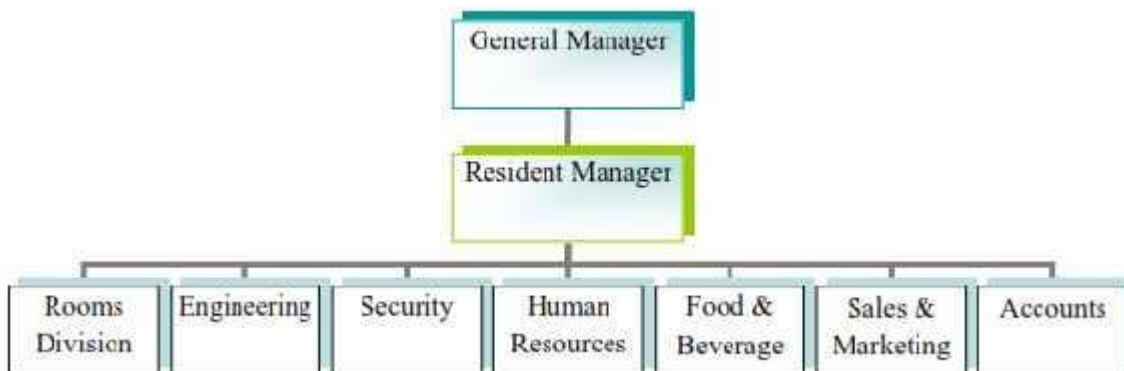 General Manager
Resident Manager
Rooms
Division
Engineering
Security
Human
Resources
Food &
Beverage
Sales &
Marketing
Accounts